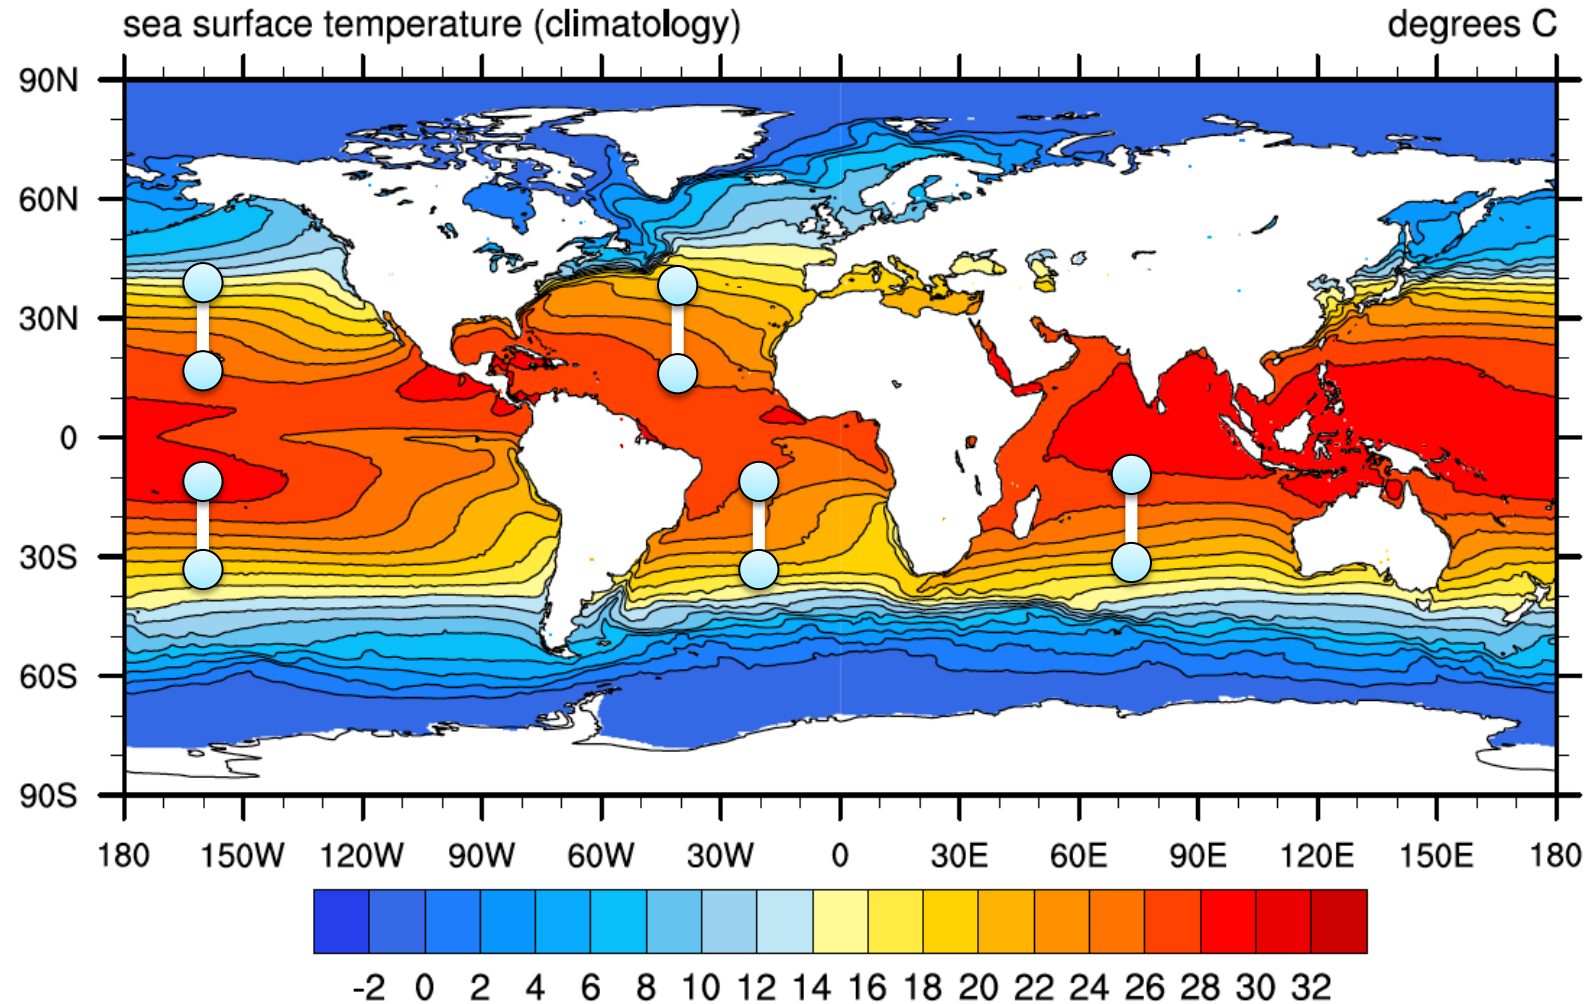 sea surface temperature (climatology) degrees C
90N
60N
30N
0
30S
60S
90S
180 150W 120W 90W 60W 30W 0 30E 60E 90E 120E 150E 180
-2 0 2 4 6 8 10 12 14 16 18 20 22 24 26 28 30 32